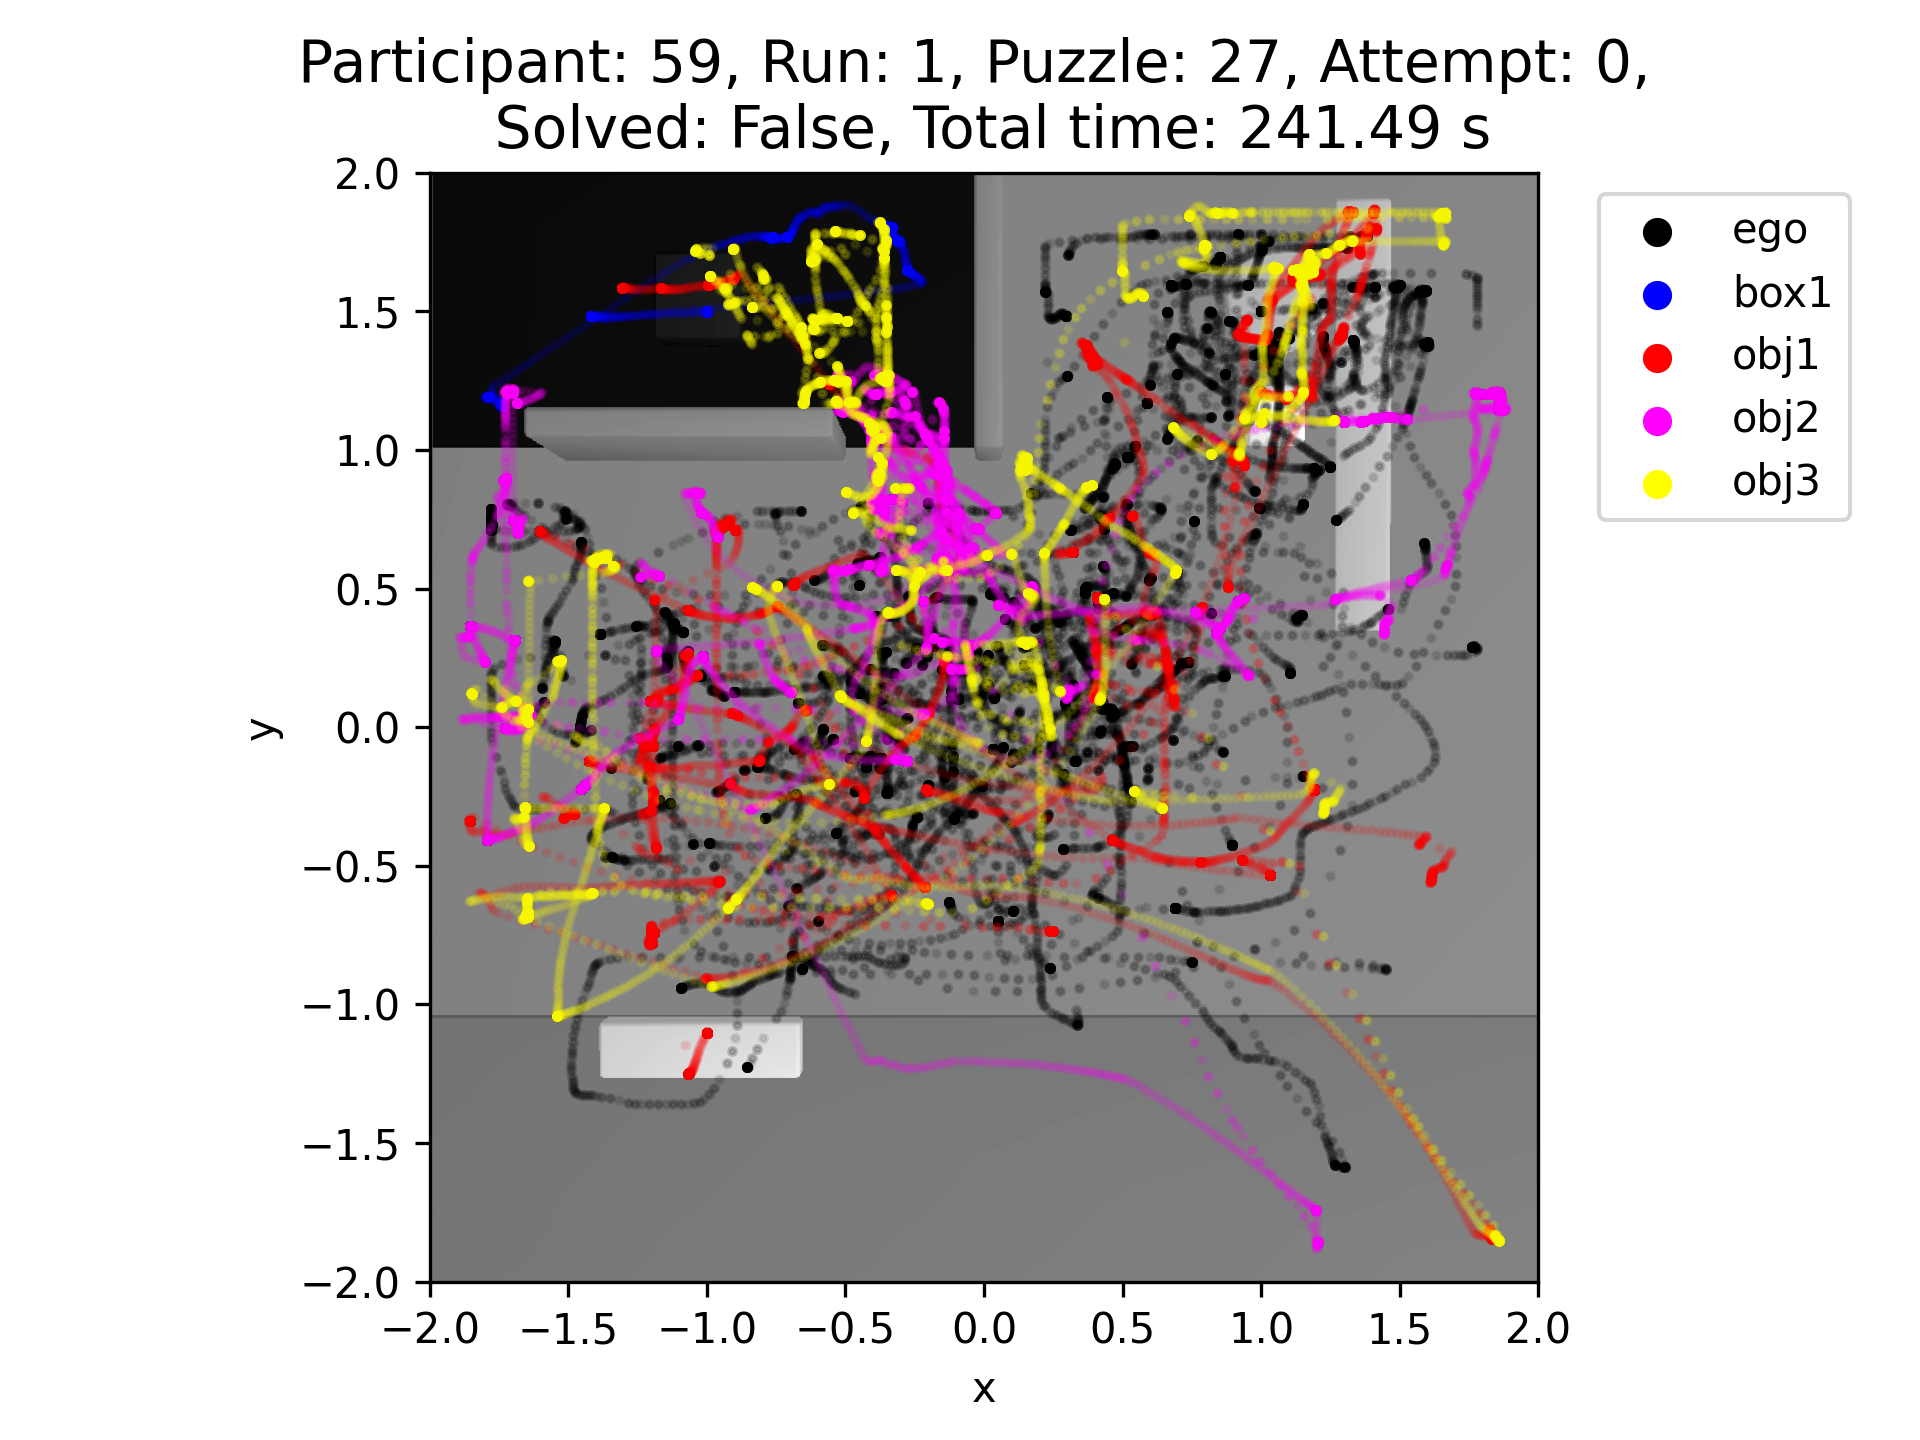 Participant: 59, Run: 1, Puzzle: 27, Attempt: 0,
Solved: False, Total time: 241.49 s
ego
box1
obj1
obj2
obj3
2.0
1.5
1.0
0.5
0.0
−0.5
−1.0
−1.5
−2.0
y
−2.0 −1.5 −1.0 −0.5 0.0 0.5 1.0 1.5 2.0
x